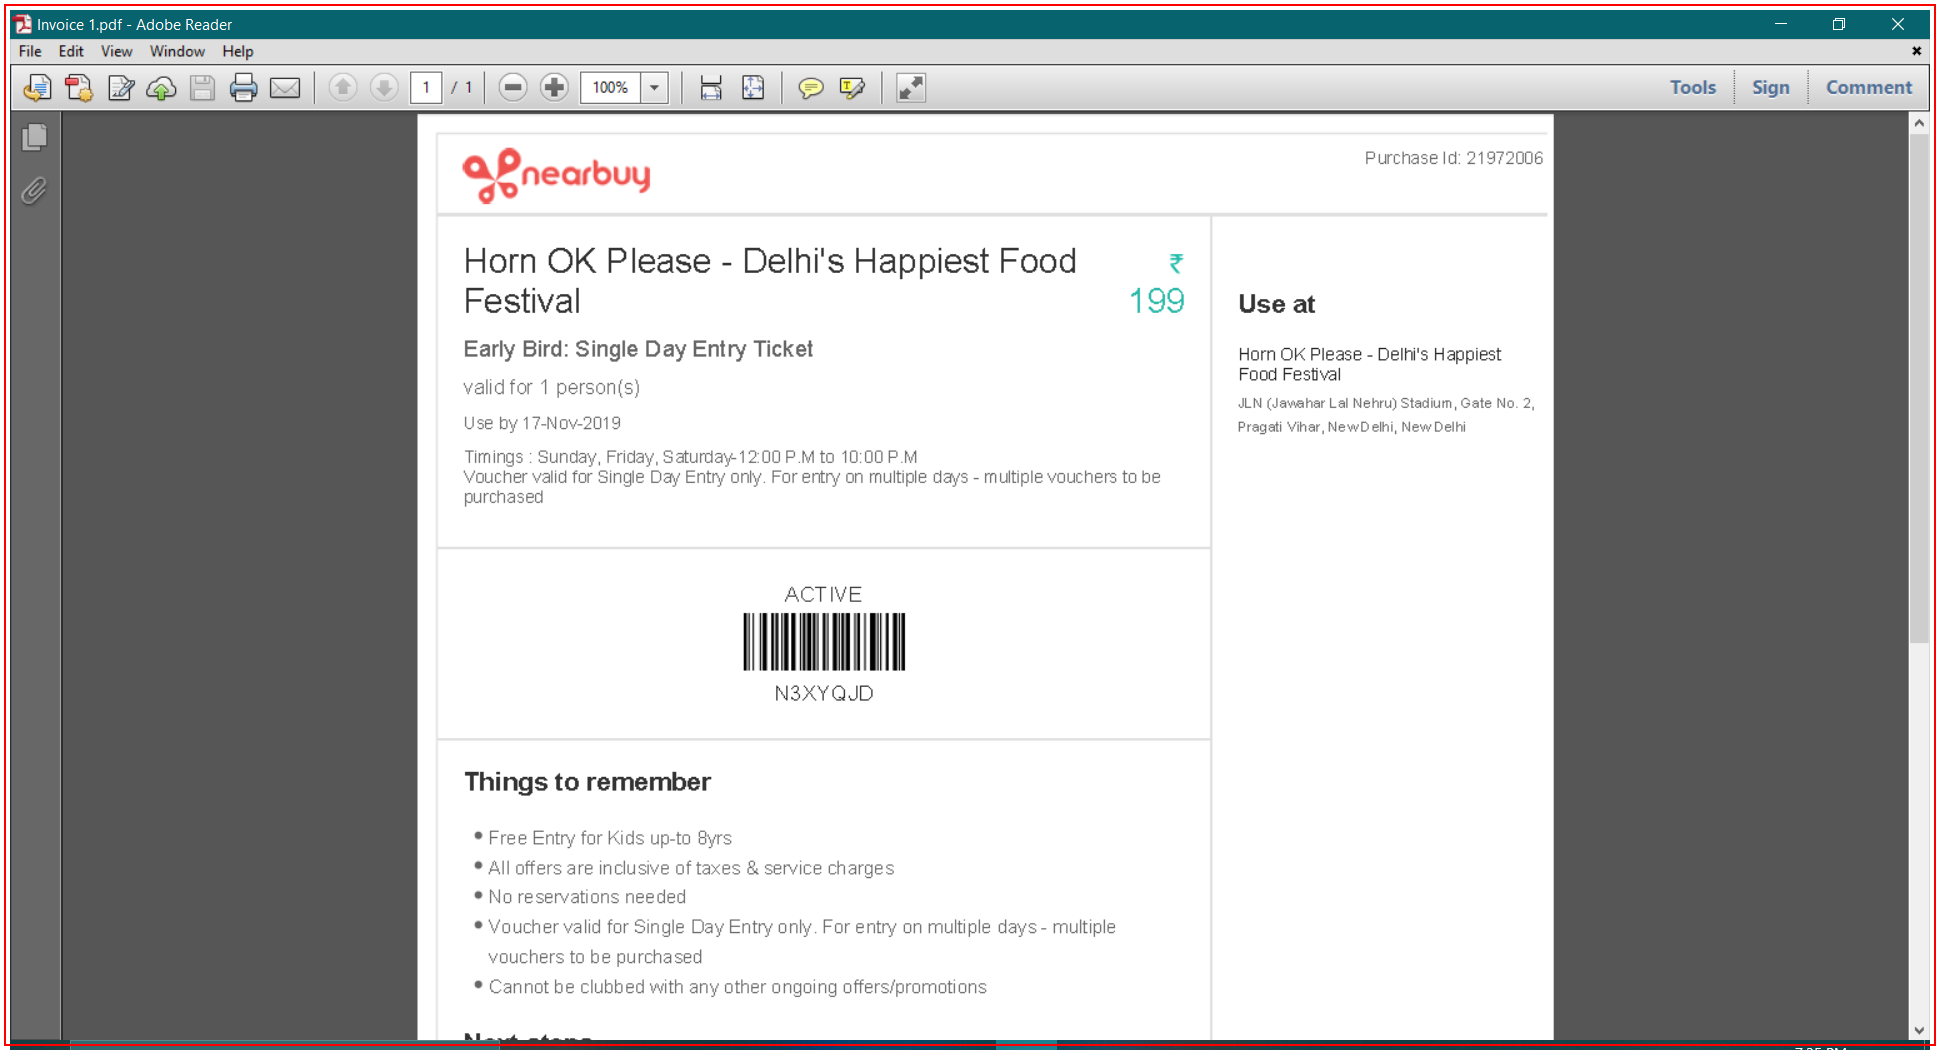 Invoice 1.pdf - Adobe Reader
File Edit View Window Help
1 / 1 100% Tools Sign Comment
nearbuy
Purchase Id: 21972006
Horn OK Please - Delhi's Happiest Food
Festival
₹
199
Early Bird: Single Day Entry Ticket
valid for 1 person(s)
Use by 17-Nov-2019
Timings : Sunday, Friday, Saturday-12:00 P.M to 10:00 P.M
Voucher valid for Single Day Entry only. For entry on multiple days - multiple vouchers to be
purchased
Use at
Horn OK Please - Delhi's Happiest
Food Festival
JLN (Jawahar Lal Nehru) Stadium, Gate No. 2,
Pragati Vihar, New Delhi, New Delhi
ACTIVE
N3XYQJD
Things to remember
• Free Entry for Kids up-to 8yrs
• All offers are inclusive of taxes & service charges
• No reservations needed
• Voucher valid for Single Day Entry only. For entry on multiple days - multiple
vouchers to be purchased
• Cannot be clubbed with any other ongoing offers/promotions
Next steps